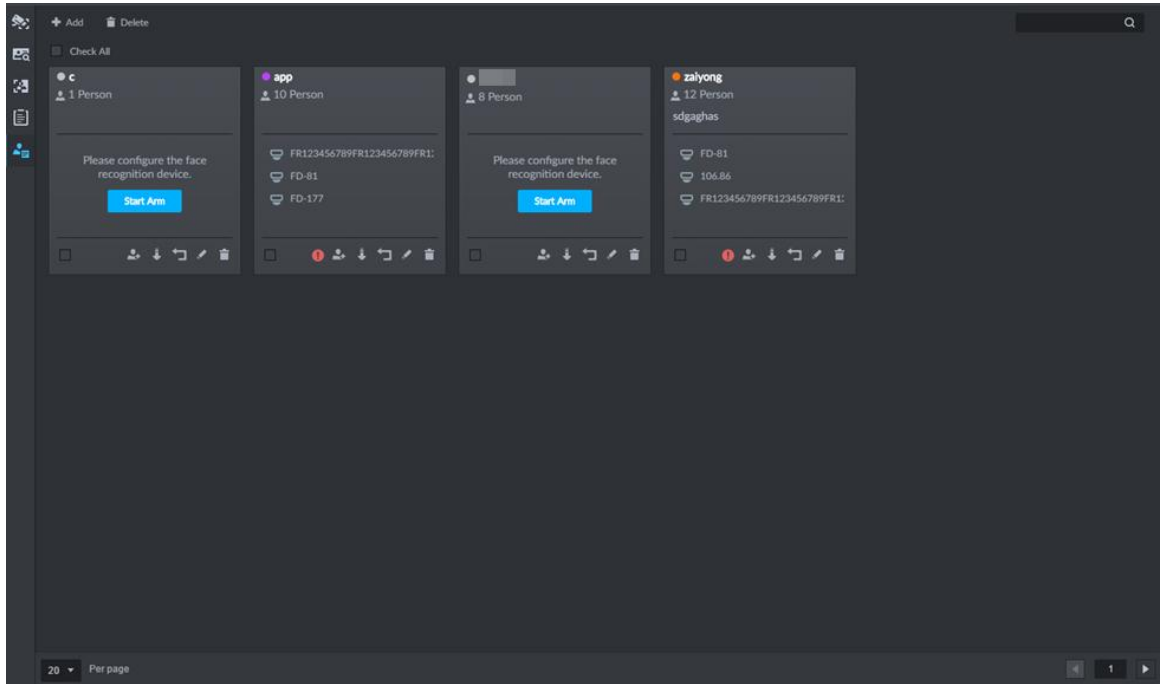 Add Delete
Check All
c
1 Person
Please configure the face
recognition device.
Start Arm
app
10 Person
FR123456789FR123456789FR1:
FD-81
FD-177
8 Person
Please configure the face
recognition device.
Start Arm
zaiyong
12 Person
sdgaghas
FD-81
106.86
FR123456789FR123456789FR1:
20 Per page
1